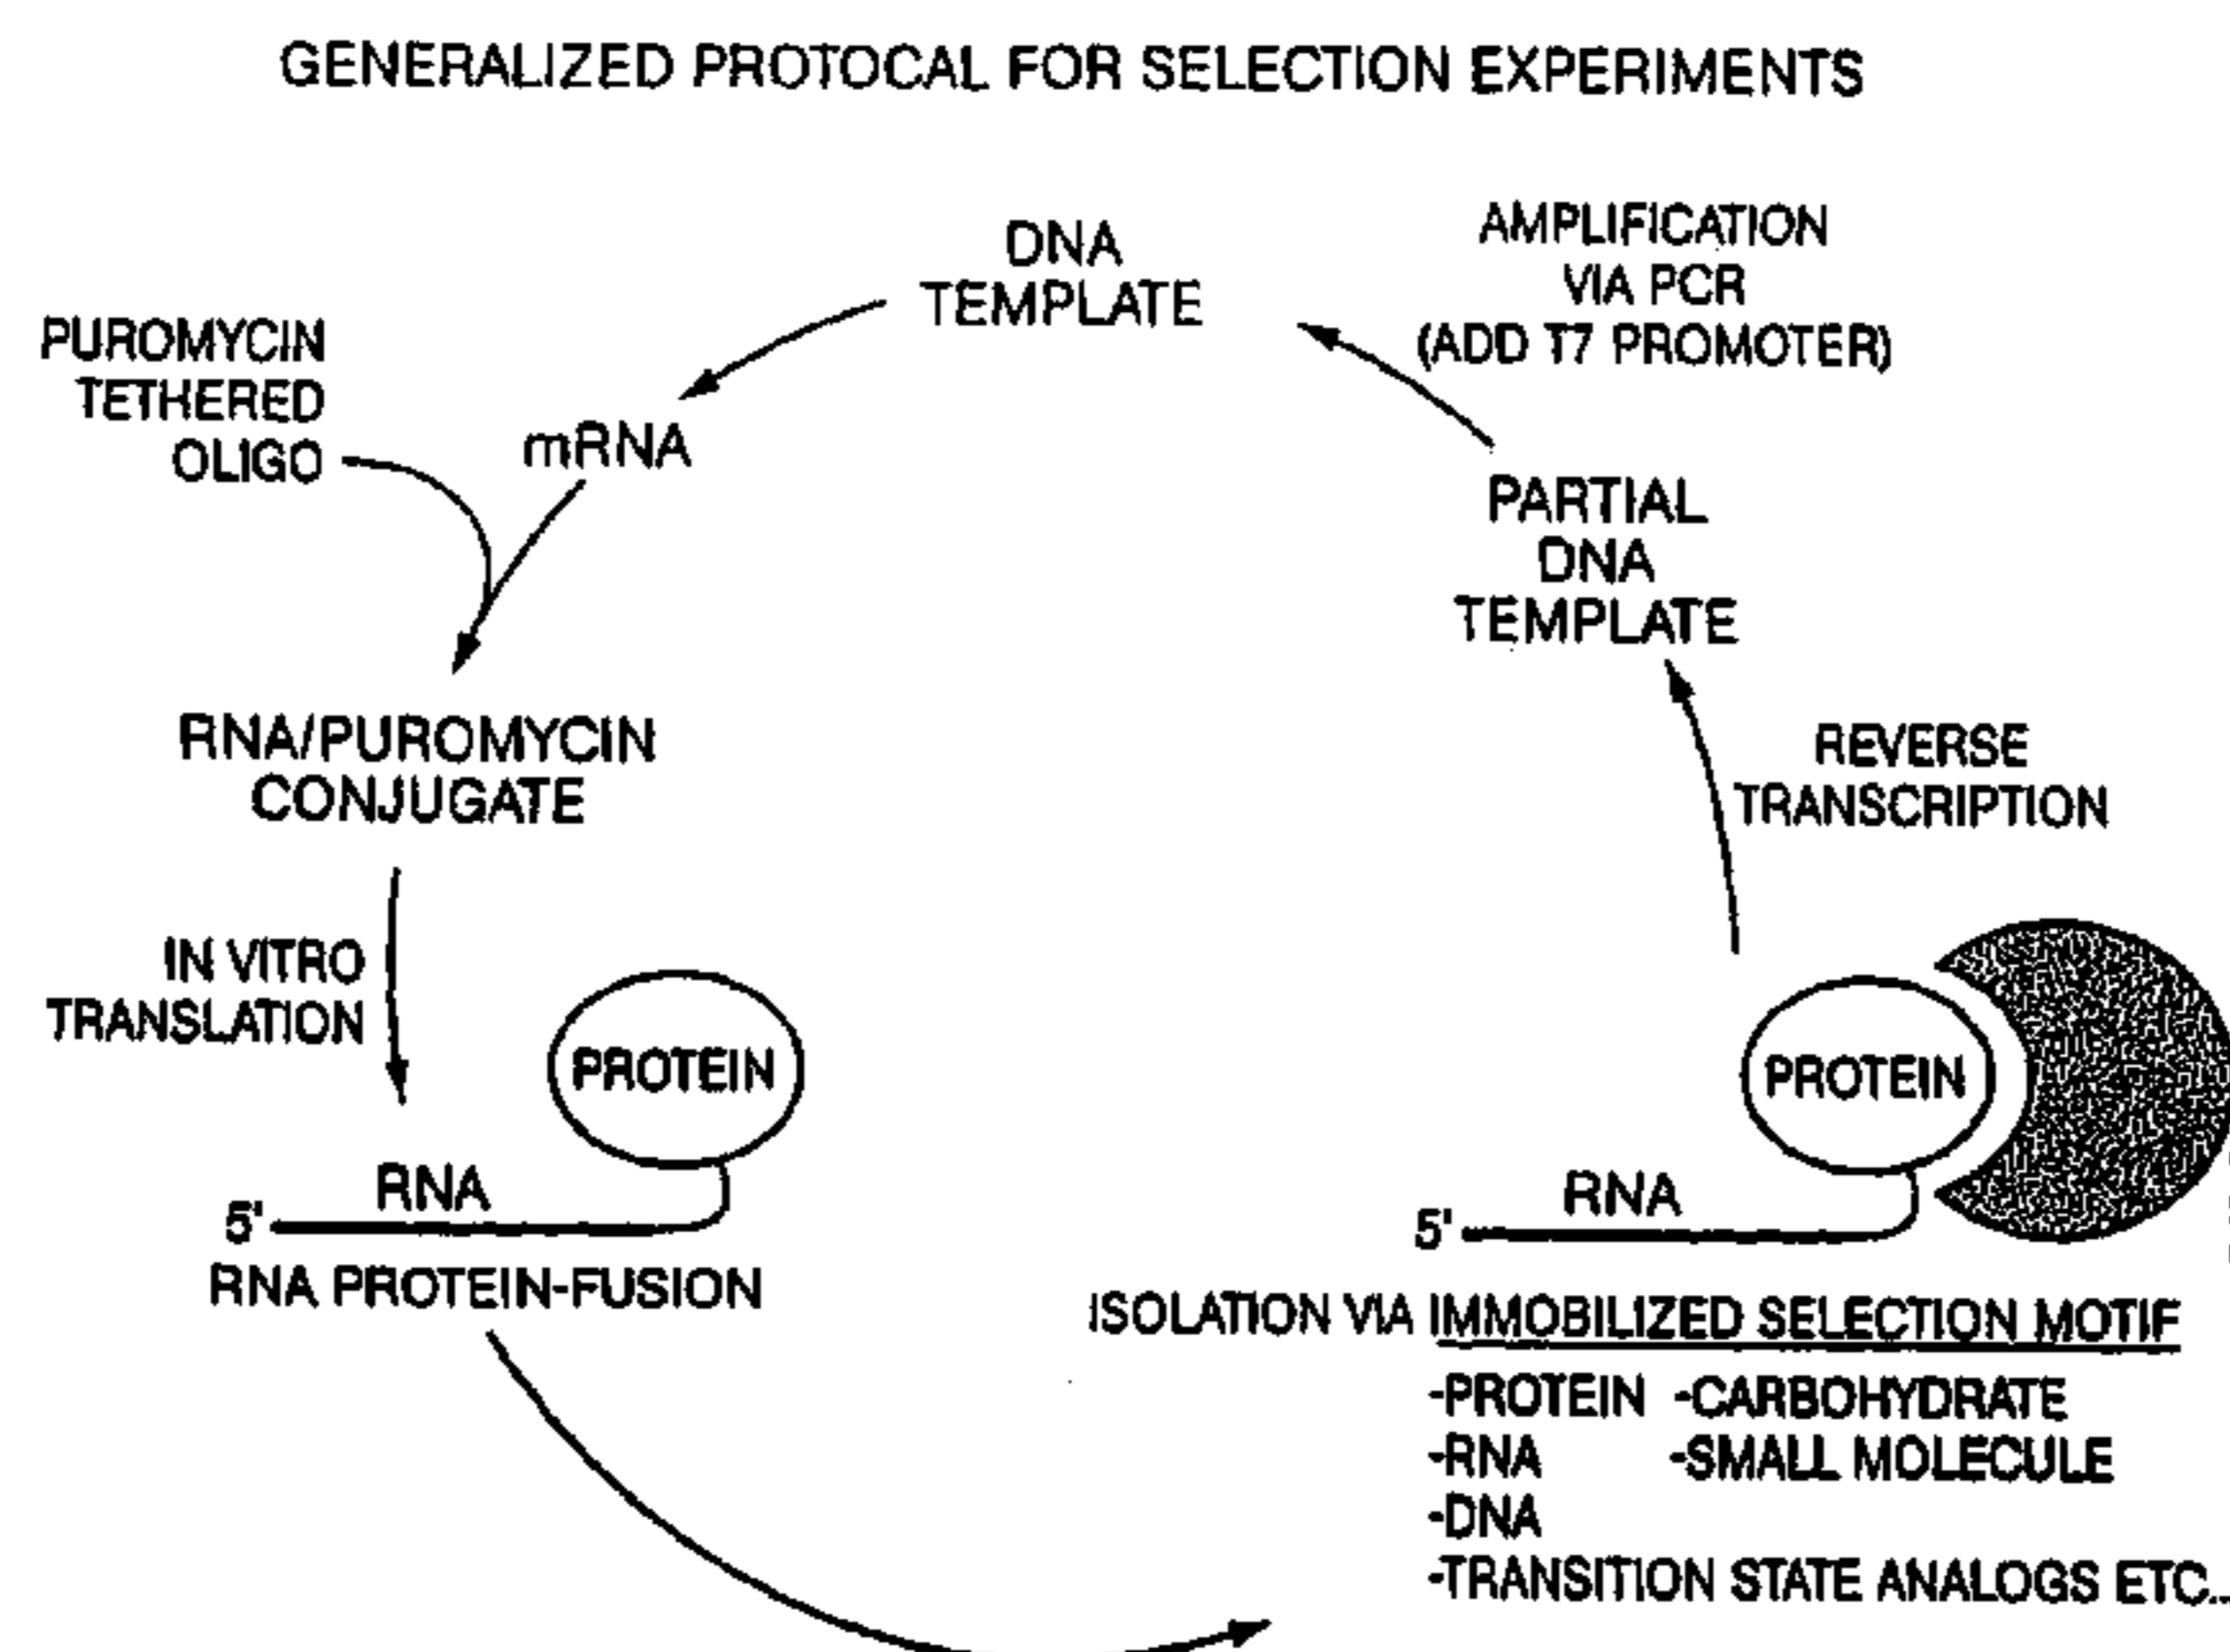 GENERALIZED PROTOCAL FOR SELECTION EXPERIMENTS
DNA
TEMPLATE
AMPLIFICATION
VIA PCR
(ADD T7 PROMOTER)
PUROMYCIN
TETHERED
OLIGO
mRNA
PARTIAL
DNA
TEMPLATE
RNA/PUROMYCIN
CONJUGATE
REVERSE
TRANSCRIPTION
IN VITRO
TRANSLATION
PROTEIN
RNA
5'
RNA PROTEIN-FUSION
PROTEIN
RNA
5'
ISOLATION VIA IMMOBILIZED SELECTION MOTIF
-PROTEIN -CARBOHYDRATE
-RNA -SMALL MOLECULE
-DNA
-TRANSITION STATE ANALOGS ETC...